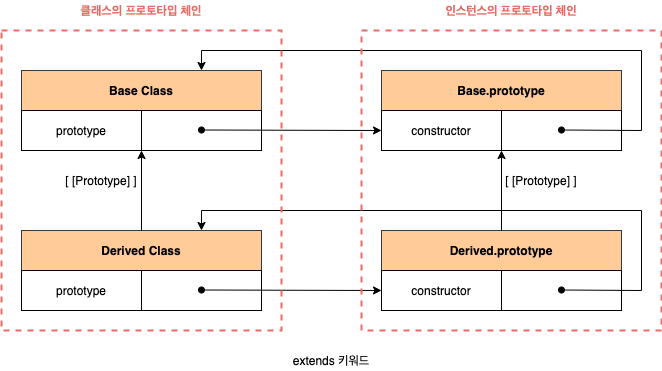 클래스의 프로토타입 체인
인스턴스의 프로토타입 체인
Base Class
Base.prototype
prototype
constructor
[ [Prototype] ]
[ [Prototype] ]
Derived Class
Derived.prototype
prototype
constructor
extends 키워드